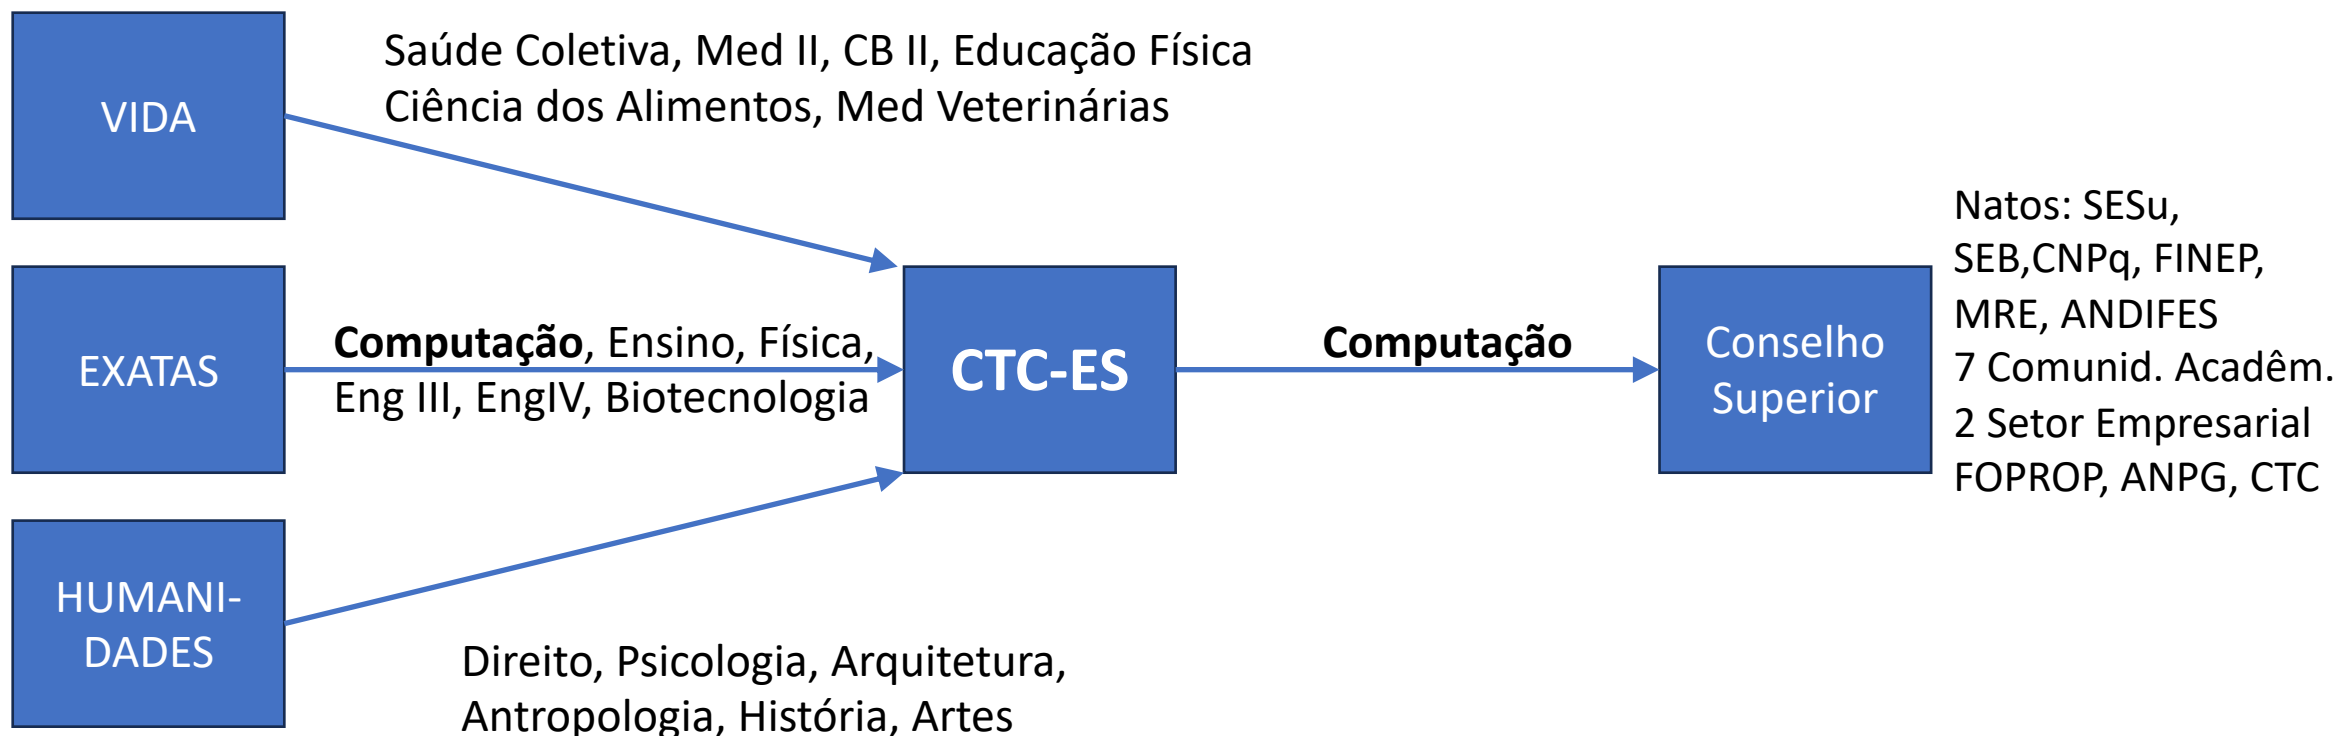 VIDA
Saúde Coletiva, Med II, CB II, Educação Física
Ciência dos Alimentos, Med Veterinárias
EXATAS
Computação, Ensino, Física,
Eng III, EngIV, Biotecnologia
HUMANI-
DADES
Direito, Psicologia, Arquitetura,
Antropologia, História, Artes
CTC-ES
Computação
Conselho
Superior
Natos: SESu,
SEB,CNPq, FINEP,
MRE, ANDIFES
7 Comunid. Acadêm.
2 Setor Empresarial
FOPROP, ANPG, CTC